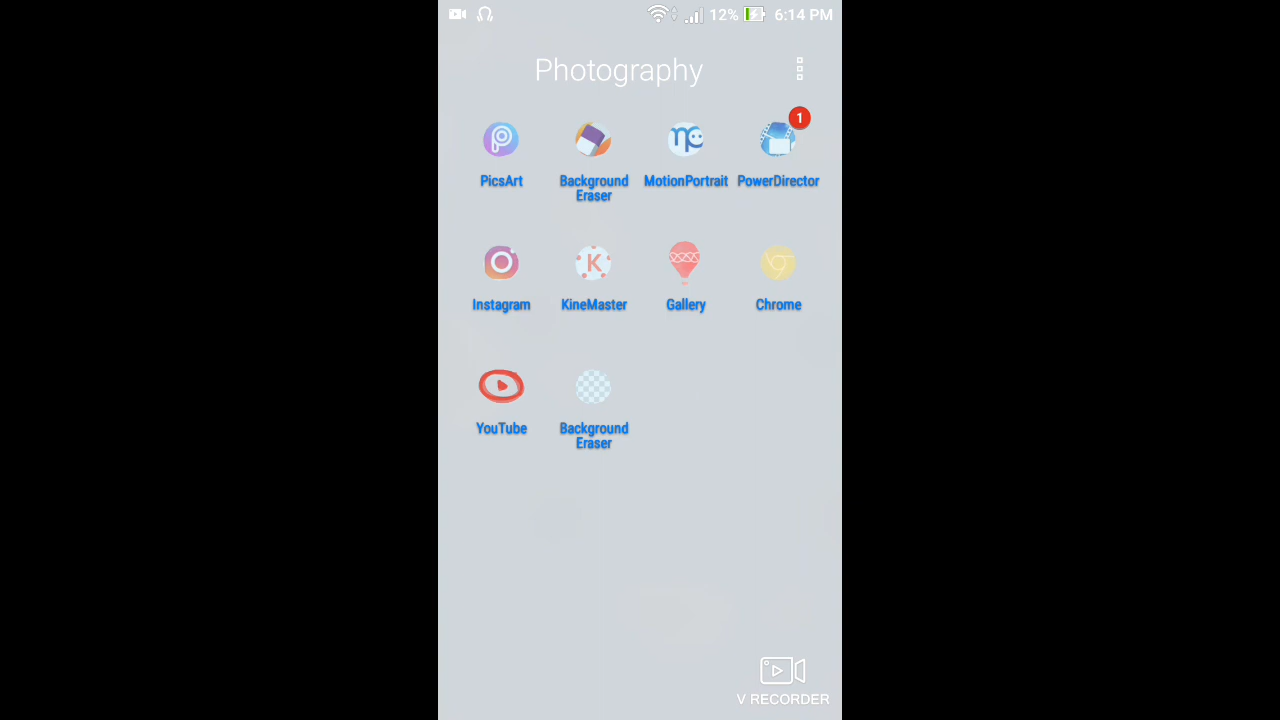 12% 6:14 PM
Photography
1
PicsArt
Background
Eraser
MotionPortrait
PowerDirector
Instagram
K
KineMaster
Gallery
Chrome
YouTube
Background
Eraser
V RECORDER